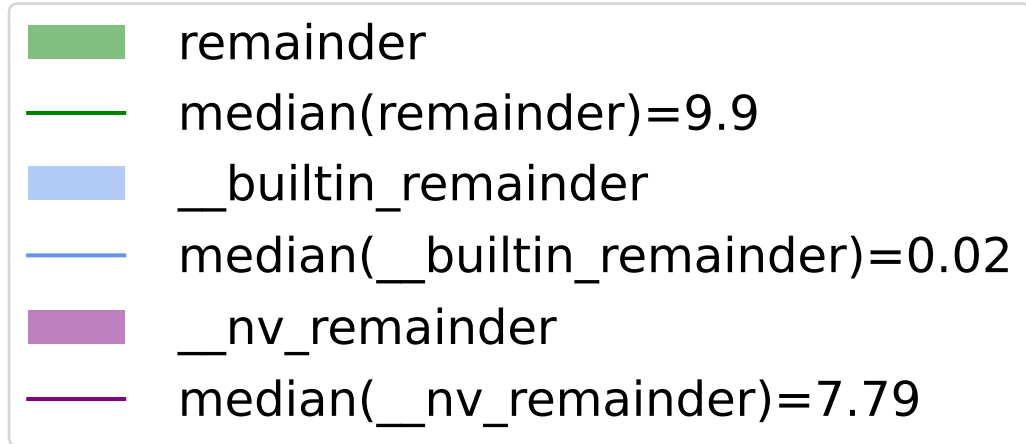 remainder
median(remainder)=9.9
__builtin_remainder
median(__builtin_remainder)=0.02
__nv_remainder
median(__nv_remainder)=7.79